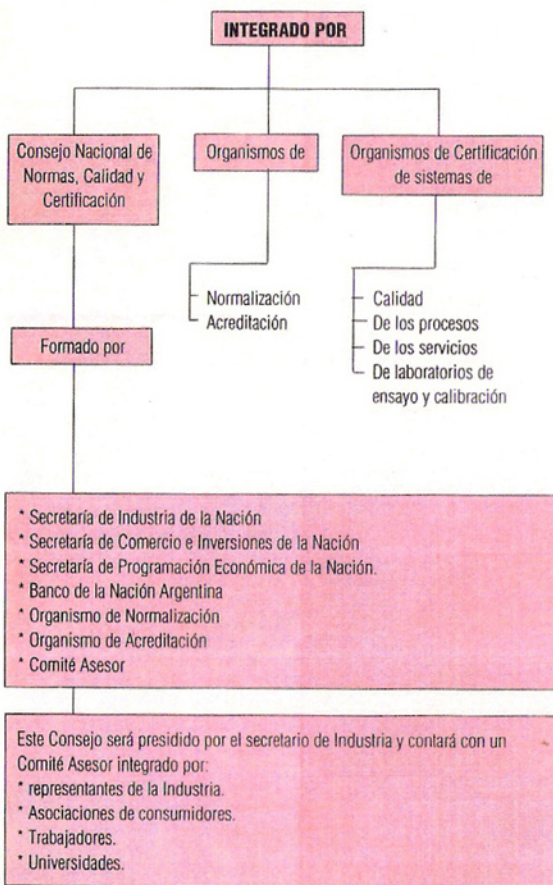 INTEGRADO POR
Consejo Nacional de
Normas, Calidad y
Certificación
Organismos de
Organismos de Certificación
de sistemas de
Normalización
Acreditación
Calidad
De los procesos
De los servicios
De laboratorios de
ensayo y calibración
Formado por
* Secretaría de Industria de la Nación
* Secretaría de Comercio e Inversiones de la Nación
* Secretaría de Programación Económica de la Nación.
* Banco de la Nación Argentina
* Organismo de Normalización
* Organismo de Acreditación
* Comité Asesor
Este Consejo será presidido por el secretario de Industria y contará con un
Comité Asesor integrado por:
* representantes de la Industria.
* Asociaciones de consumidores.
* Trabajadores.
* Universidades.